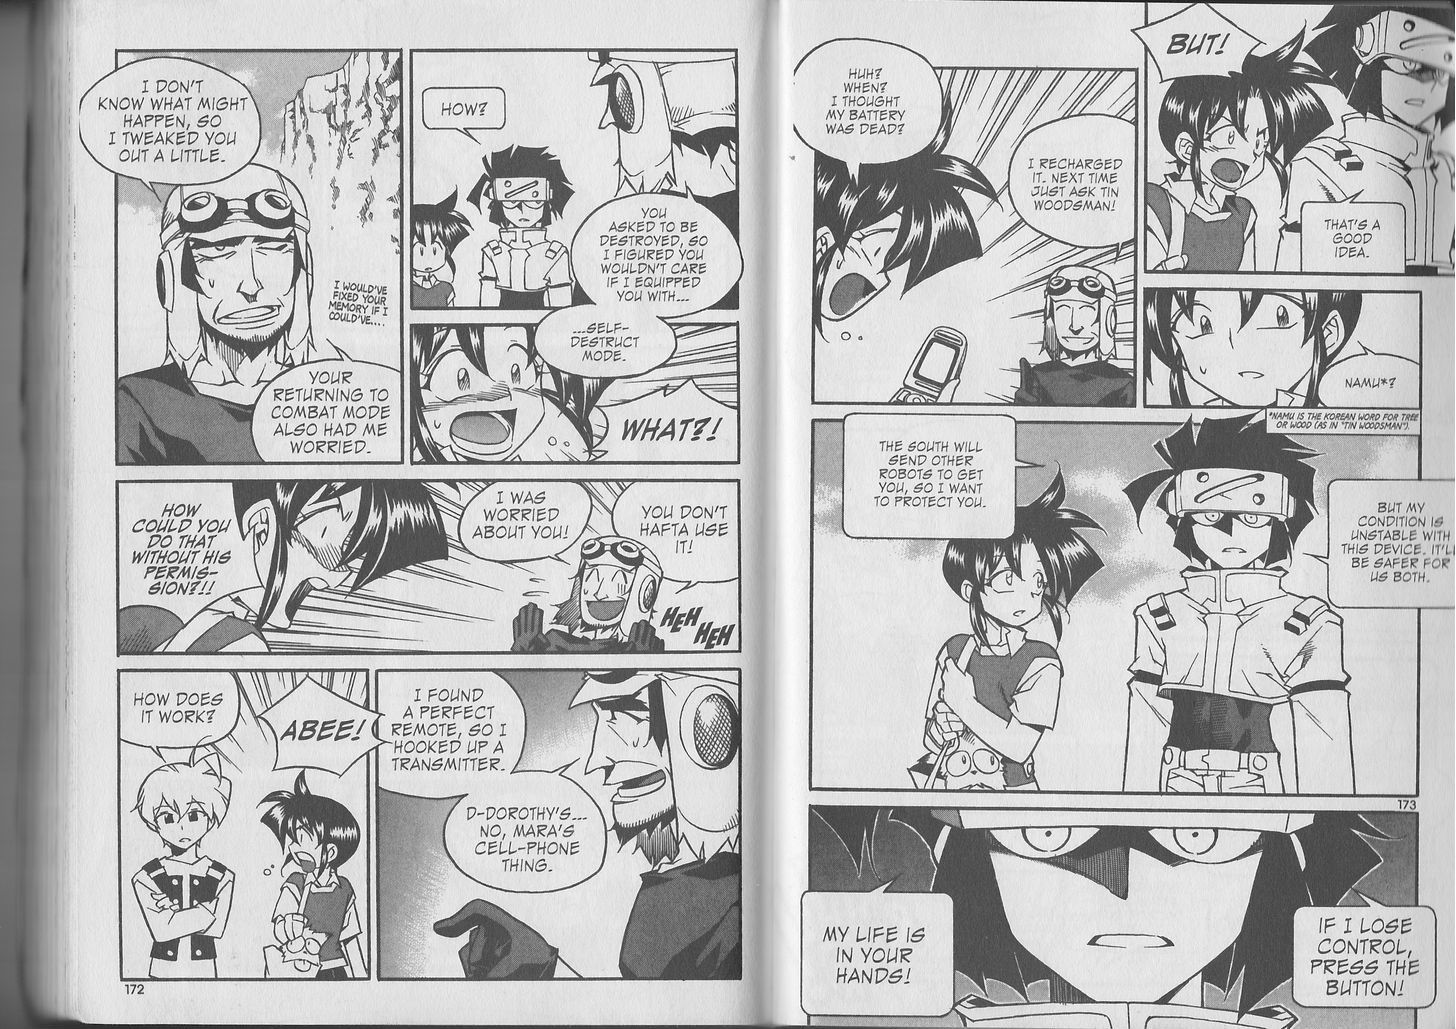 I DON'T
KNOW WHAT MIGHT
HAPPEN, SO
I TWEAKED YOU
OUT A LITTLE.
I WOULD'VE
FIXED YOUR
MEMORY IF I
COULD'VE....
YOUR
RETURNING TO
COMBAT MODE
ALSO HAD ME
WORRIED.
HOW?
YOU
ASKED TO BE
DESTROYED, SO
I FIGURED YOU
WOULDN'T CARE
IF I EQUIPPED
YOU WITH...
...SELF-
DESTRUCT
MODE.
WHAT?!
HOW
COULD YOU
DO THAT
WITHOUT HIS
PERMIS-
SION?!!
I WAS
WORRIED
ABOUT YOU!
YOU DON'T
HAFTA USE
IT!
HEH
HEH
HOW DOES
IT WORK?
ABEE!
I FOUND
A PERFECT
REMOTE, SO I
HOOKED UP A
TRANSMITTER.
D-DOROTHY'S...
NO, MARA'S
CELL-PHONE
THING.
172
HUH?
WHEN?
I THOUGHT
MY BATTERY
WAS DEAD?
I RECHARGED
IT. NEXT TIME
JUST ASK TIN
WOODSMAN!
BUT!
THAT'S A
GOOD
IDEA.
NAMU*?
*NAMU IS THE KOREAN WORD FOR TREE
OR WOOD (AS IN "TIN WOODSMAN").
THE SOUTH WILL
SEND OTHER
ROBOTS TO GET
YOU, SO I WANT
TO PROTECT YOU.
BUT MY
CONDITION IS
UNSTABLE WITH
THIS DEVICE. IT'LL
BE SAFER FOR
US BOTH.
173
MY LIFE IS
IN YOUR
HANDS!
IF I LOSE
CONTROL,
PRESS THE
BUTTON!